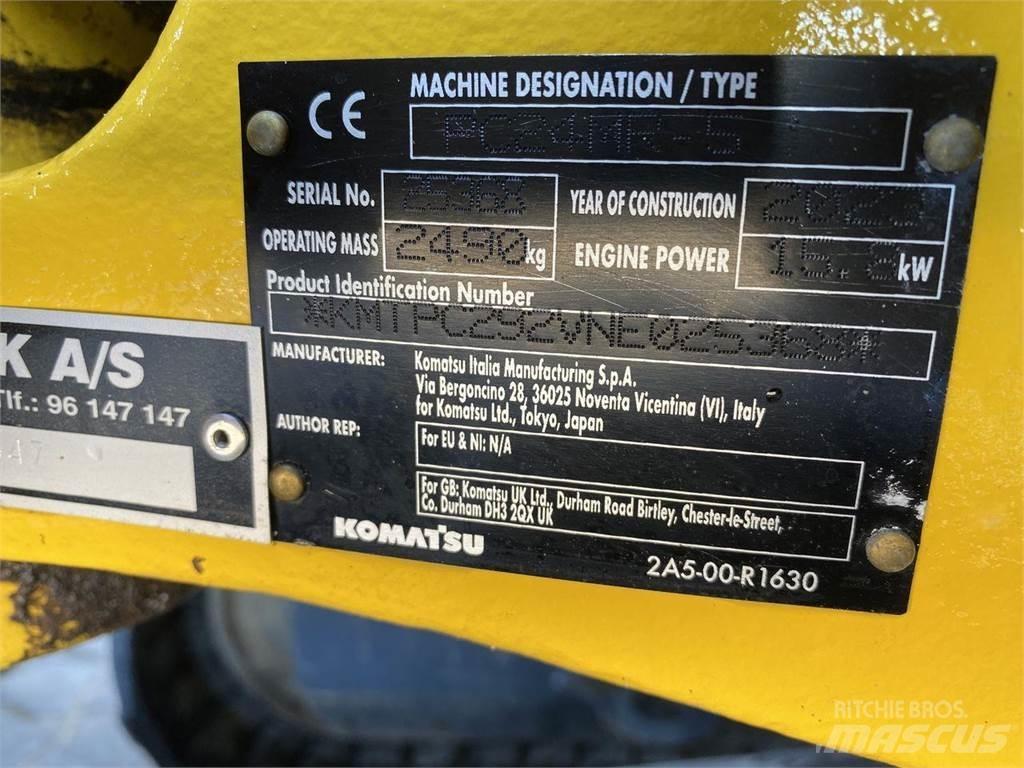 CE
MACHINE DESIGNATION / TYPE
PC24MR-5
SERIAL No. 25368
YEAR OF CONSTRUCTION
OPERATING MASS 2490 kg
ENGINE POWER 15.8 kW
Product Identification Number
*KMTPC292VNE025368*
MANUFACTURER: Komatsu Italia Manufacturing S.p.A.
Via Bergoncino 28, 36025 Noventa Vicentina (VI), Italy
for Komatsu Ltd., Tokyo, Japan
AUTHOR REP:
For EU & NI: N/A
For GB: Komatsu UK Ltd., Durham Road Birtley, Chester-le-Street,
Co. Durham DH3 2QX UK
KOMATSU
2A5-00-R1630
K A/S
Tlf.: 96 147 147
RITCHIE BROS.
MASCUS